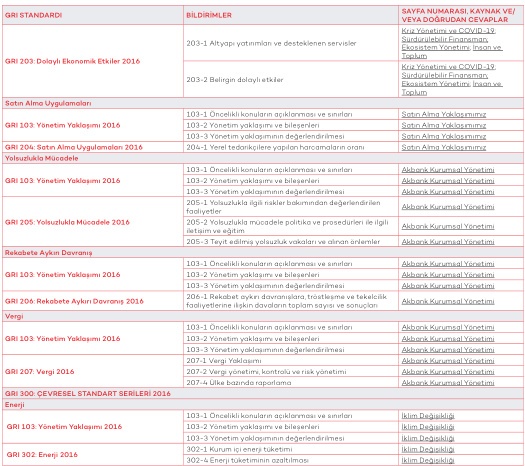 GRI STANDARDI BİLDİRİMLER SAYFA NUMARASI, KAYNAK VE/
VEYA DOĞRUDAN CEVAPLAR
GRI 203: Dolaylı Ekonomik Etkiler 2016
203-1 Altyapı yatırımları ve desteklenen servisler
Kriz Yönetimi ve COVID-19,
Sürdürülebilir Finansman,
Ekosistem Yönetimi, İnsan ve
Toplum
203-2 Belirgin dolaylı etkiler
Kriz Yönetimi ve COVID-19,
Sürdürülebilir Finansman,
Ekosistem Yönetimi, İnsan ve
Toplum
Satın Alma Uygulamaları
GRI 103: Yönetim Yaklaşımı 2016
103-1 Öncelikli konuların açıklanması ve sınırları Satın Alma Yaklaşımımız
103-2 Yönetim yaklaşımı ve bileşenleri Satın Alma Yaklaşımımız
103-3 Yönetim yaklaşımının değerlendirilmesi Satın Alma Yaklaşımımız
GRI 204: Satın Alma Uygulamaları 2016 204-1 Yerel tedarikçilere yapılan harcamaların oranı Satın Alma Yaklaşımımız
Yolsuzlukla Mücadele
GRI 103: Yönetim Yaklaşımı 2016
103-1 Öncelikli konuların açıklanması ve sınırları Akbank Kurumsal Yönetimi
103-2 Yönetim yaklaşımı ve bileşenleri Akbank Kurumsal Yönetimi
103-3 Yönetim yaklaşımının değerlendirilmesi Akbank Kurumsal Yönetimi
GRI 205: Yolsuzlukla Mücadele 2016
205-1 Yolsuzlukla ilgili riskler bakımından değerlendirilen
faaliyetler
Akbank Kurumsal Yönetimi
205-2 Yolsuzlukla mücadele politika ve prosedürleri ile ilgili
iletişim ve eğitim
Akbank Kurumsal Yönetimi
205-3 Teyit edilmiş yolsuzluk vakaları ve alınan önlemler Akbank Kurumsal Yönetimi
Rekabete Aykırı Davranış
GRI 103: Yönetim Yaklaşımı 2016
103-1 Öncelikli konuların açıklanması ve sınırları Akbank Kurumsal Yönetimi
103-2 Yönetim yaklaşımı ve bileşenleri Akbank Kurumsal Yönetimi
103-3 Yönetim yaklaşımının değerlendirilmesi Akbank Kurumsal Yönetimi
GRI 206: Rekabete Aykırı Davranış 2016
206-1 Rekabet aykırı davranışlara, tröstleşme ve tekelcilik
faaliyetlerine ilişkin davaların toplam sayısı ve sonuçları
Akbank Kurumsal Yönetimi
Vergi
GRI 103: Yönetim Yaklaşımı 2016
103-1 Öncelikli konuların açıklanması ve sınırları Akbank Kurumsal Yönetimi
103-2 Yönetim yaklaşımı ve bileşenleri Akbank Kurumsal Yönetimi
103-3 Yönetim yaklaşımının değerlendirilmesi Akbank Kurumsal Yönetimi
GRI 207: Vergi 2016
207-1 Vergi Yaklaşımı Akbank Kurumsal Yönetimi
207-2 Vergi yönetimi, kontrolü ve risk yönetimi Akbank Kurumsal Yönetimi
207-4 Ülke bazında raporlama Akbank Kurumsal Yönetimi
GRI 300: ÇEVRESEL STANDART SERİLERİ 2016
Enerji
GRI 103: Yönetim Yaklaşımı 2016
103-1 Öncelikli konuların açıklanması ve sınırları İklim Değişikliği
103-2 Yönetim yaklaşımı ve bileşenleri İklim Değişikliği
103-3 Yönetim yaklaşımının değerlendirilmesi İklim Değişikliği
GRI 302: Enerji 2016
302-1 Kurum içi enerji tüketimi İklim Değişikliği
302-4 Enerji tüketiminin azaltılması İklim Değişikliği